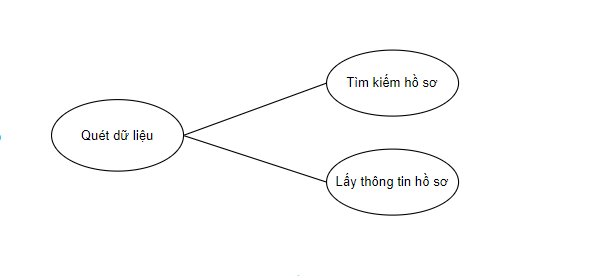 Tìm kiếm hồ sơ
Quét dữ liệu
Lấy thông tin hồ sơ